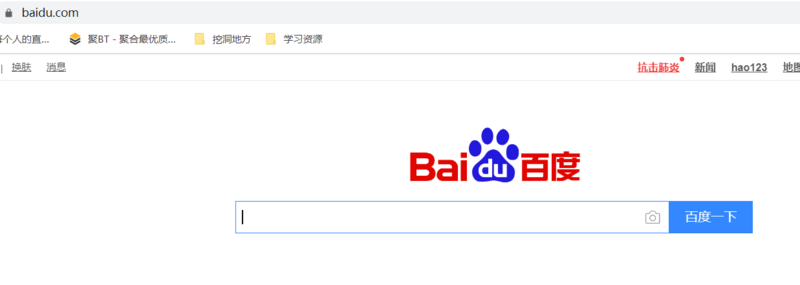 baidu.com
每个人的直... 聚BT - 聚合最优质... 挖洞地方 学习资源
| 换肤 消息 抗击肺炎 新闻 hao123 地图
Bai du 百度
百度一下